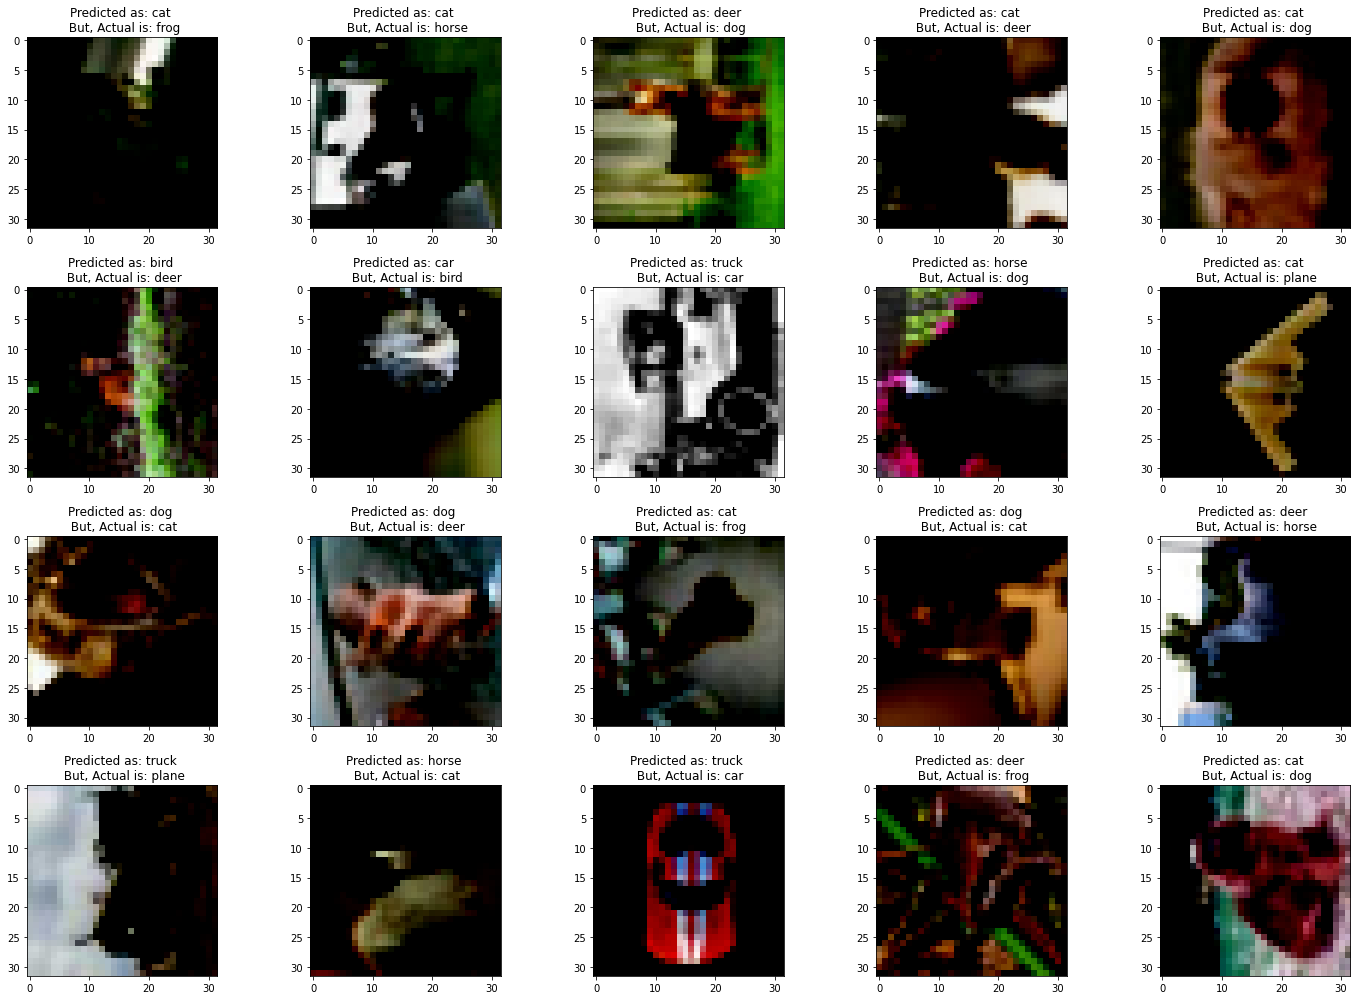 Predicted as: cat
But, Actual is: frog
Predicted as: cat
But, Actual is: horse
Predicted as: deer
But, Actual is: dog
Predicted as: cat
But, Actual is: deer
Predicted as: cat
But, Actual is: dog
0
5
10
15
20
25
30
0 10 20 30
0
5
10
15
20
25
30
0 10 20 30
0
5
10
15
20
25
30
0 10 20 30
0
5
10
15
20
25
30
0 10 20 30
0
5
10
15
20
25
30
0 10 20 30
Predicted as: bird
But, Actual is: deer
Predicted as: car
But, Actual is: bird
Predicted as: truck
But, Actual is: car
Predicted as: horse
But, Actual is: dog
Predicted as: cat
But, Actual is: plane
0
5
10
15
20
25
30
0 10 20 30
0
5
10
15
20
25
30
0 10 20 30
0
5
10
15
20
25
30
0 10 20 30
0
5
10
15
20
25
30
0 10 20 30
0
5
10
15
20
25
30
0 10 20 30
Predicted as: dog
But, Actual is: cat
Predicted as: dog
But, Actual is: deer
Predicted as: cat
But, Actual is: frog
Predicted as: dog
But, Actual is: cat
Predicted as: deer
But, Actual is: horse
0
5
10
15
20
25
30
0 10 20 30
0
5
10
15
20
25
30
0 10 20 30
0
5
10
15
20
25
30
0 10 20 30
0
5
10
15
20
25
30
0 10 20 30
0
5
10
15
20
25
30
0 10 20 30
Predicted as: truck
But, Actual is: plane
Predicted as: horse
But, Actual is: cat
Predicted as: truck
But, Actual is: car
Predicted as: deer
But, Actual is: frog
Predicted as: cat
But, Actual is: dog
0
5
10
15
20
25
30
0 10 20 30
0
5
10
15
20
25
30
0 10 20 30
0
5
10
15
20
25
30
0 10 20 30
0
5
10
15
20
25
30
0 10 20 30
0
5
10
15
20
25
30
0 10 20 30